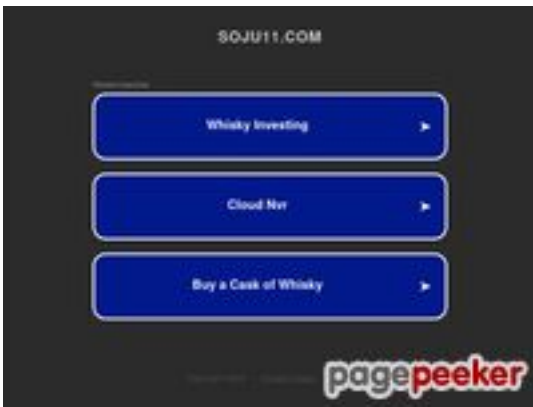 SOJU11.COM
Whisky Investing
Cloud Nvr
Buy a Cask of Whisky
pagepeeker